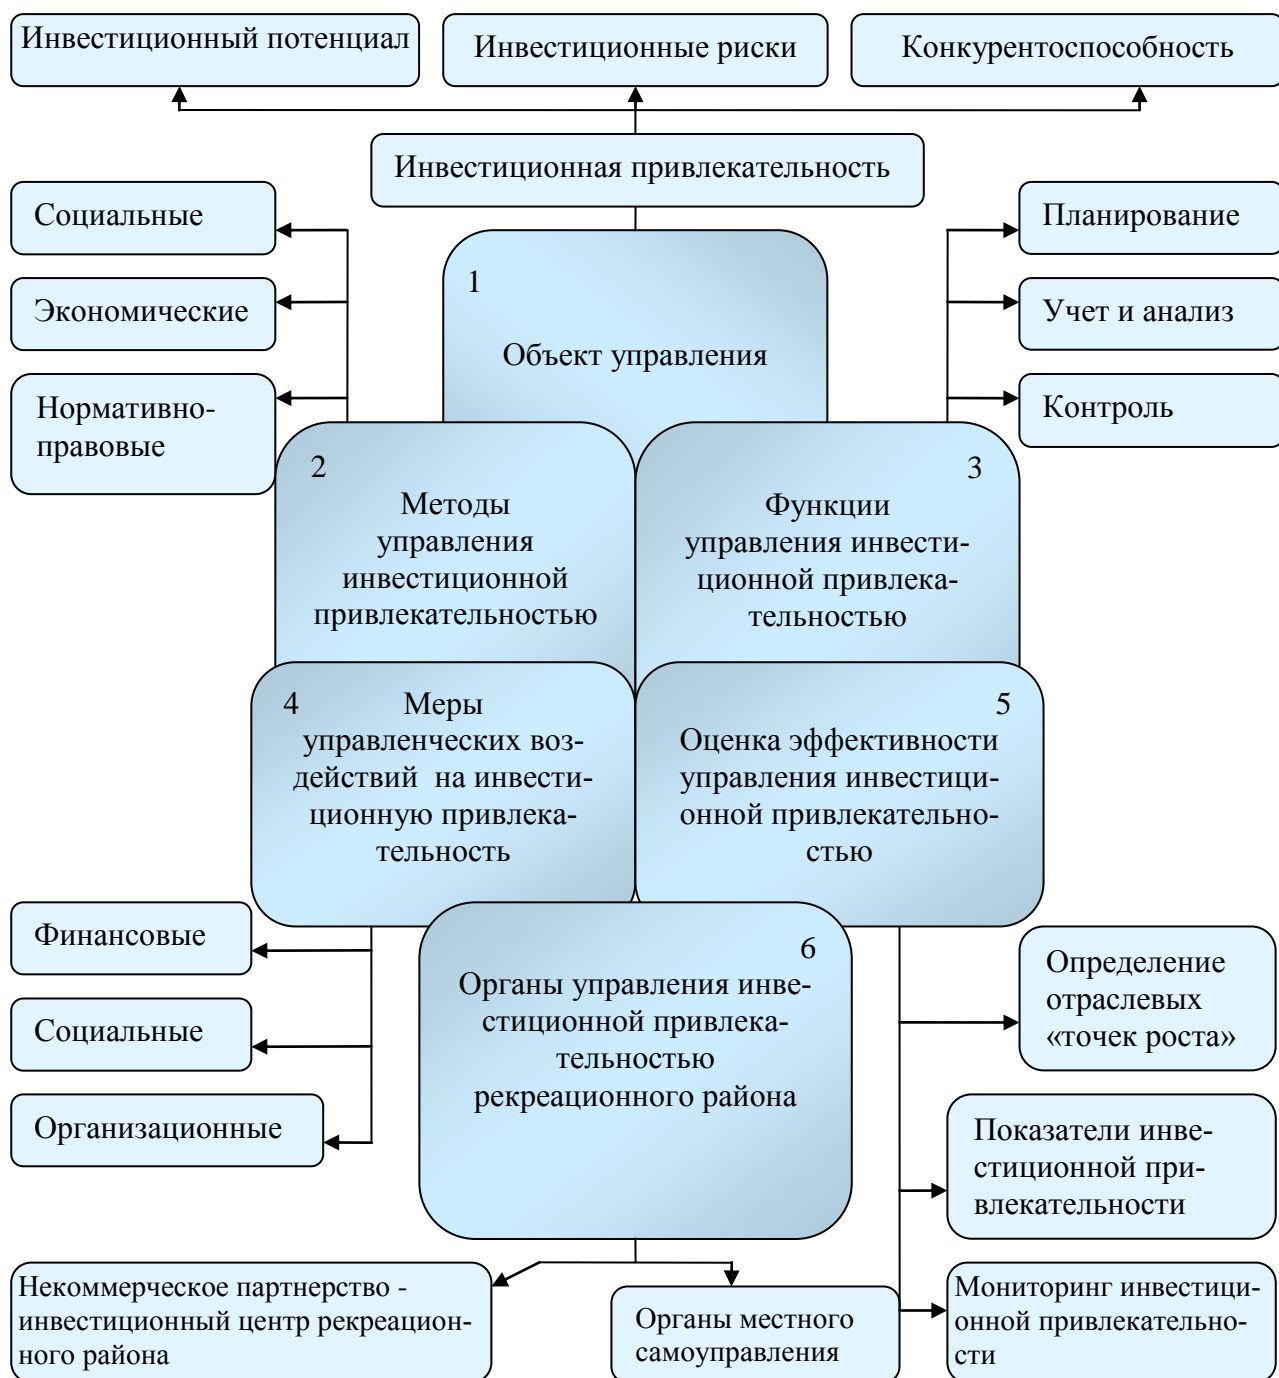 Инвестиционный потенциал
Инвестиционные риски
Конкурентоспособность
Инвестиционная привлекательность
Социальные
Экономические
Нормативно-
правовые
Планирование
Учет и анализ
Контроль
1
Объект управления
2
Методы
управления
инвестиционной
привлекательностью
3
Функции
управления инвести-
ционной привлека-
тельностью
4
Меры
управленческих воз-
действий на инвести-
ционную привлека-
тельность
5
Оценка эффективности
управления инвестици-
онной привлекательно-
стью
Финансовые
Социальные
Организационные
6
Органы управления инве-
стиционной привлека-
тельностью
рекреационного района
Определение
отраслевых
«точек роста»
Показатели инве-
стиционной при-
влекательности
Мониторинг инвестици-
онной привлекательно-
сти
Некоммерческое партнерство -
инвестиционный центр рекреацион-
ного района
Органы местного
самоуправления